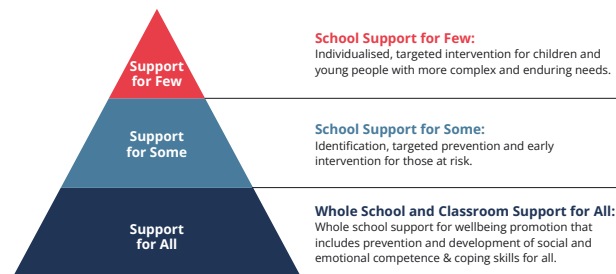 Support
for Few
School Support for Few:
Individualised, targeted intervention for children and
young people with more complex and enduring needs.
Support
for Some
School Support for Some:
Identification, targeted prevention and early
intervention for those at risk.
Support
for All
Whole School and Classroom Support for All:
Whole school support for wellbeing promotion that
includes prevention and development of social and
emotional competence & coping skills for all.